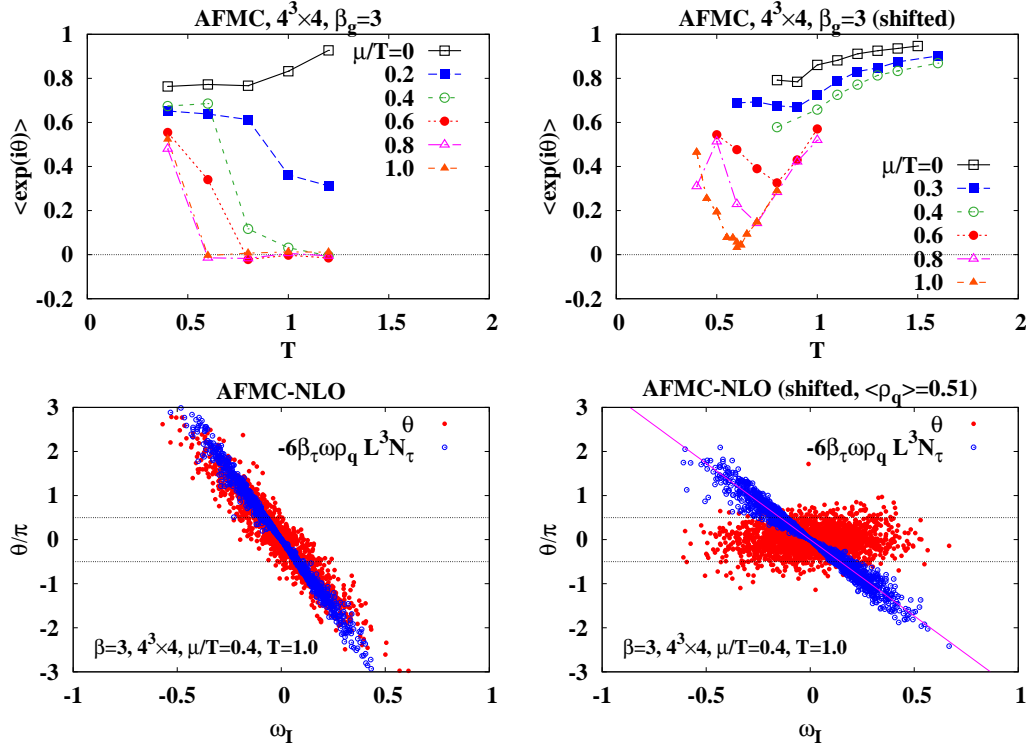 AFMC, 4³×4, β_g=3
<exp(iθ)>
1
0.8
0.6
0.4
0.2
0
-0.2
μ/T=0
0.2
0.4
0.6
0.8
1.0
0
0.5
1
1.5
2
T
AFMC, 4³×4, β_g=3 (shifted)
<exp(iθ)>
1
0.8
0.6
0.4
0.2
0
-0.2
μ/T=0
0.3
0.4
0.6
0.8
1.0
0
0.5
1
1.5
2
T
AFMC-NLO
θ/π
3
2
1
0
-1
-2
-3
θ
-6β_τωρ_q L³N_τ
β=3, 4³×4, μ/T=0.4, T=1.0
-1
-0.5
0
0.5
1
ω_I
AFMC-NLO (shifted, <ρ_q>=0.51)
θ/π
3
2
1
0
-1
-2
-3
θ
-6β_τωρ_q L³N_τ
β=3, 4³×4, μ/T=0.4, T=1.0
-1
-0.5
0
0.5
1
ω_I